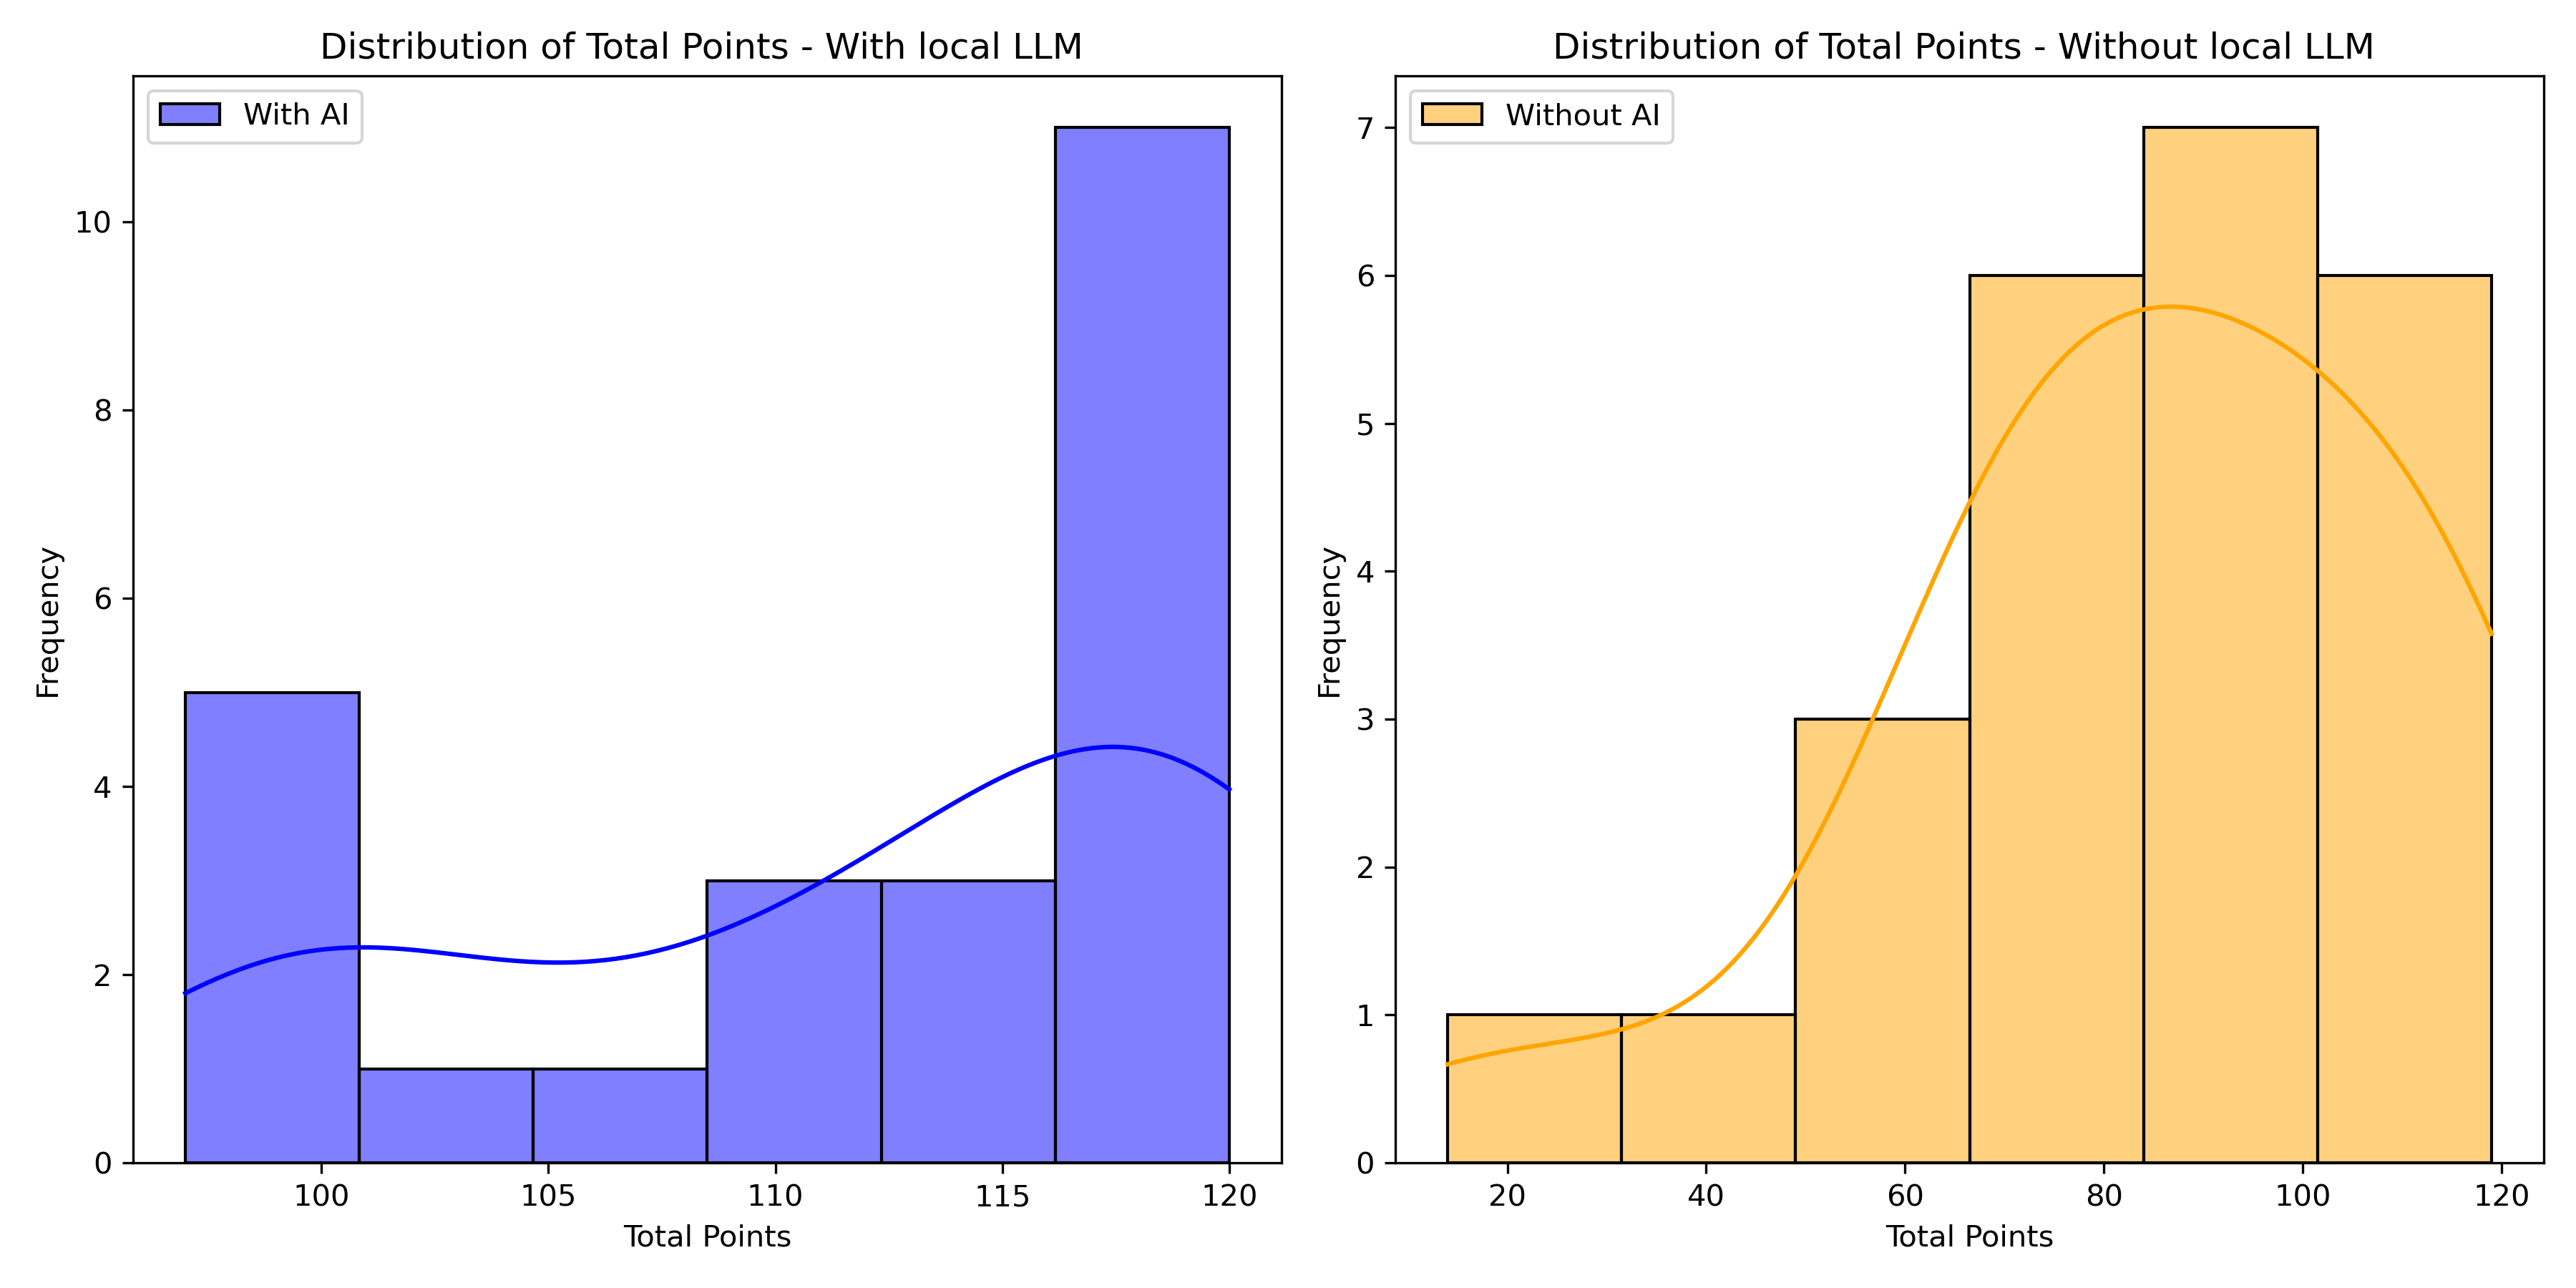 Distribution of Total Points - With local LLM
With AI
Frequency
10
8
6
4
2
0
100 105 110 115 120
Total Points
Distribution of Total Points - Without local LLM
Without AI
Frequency
7
6
5
4
3
2
1
0
20 40 60 80 100 120
Total Points